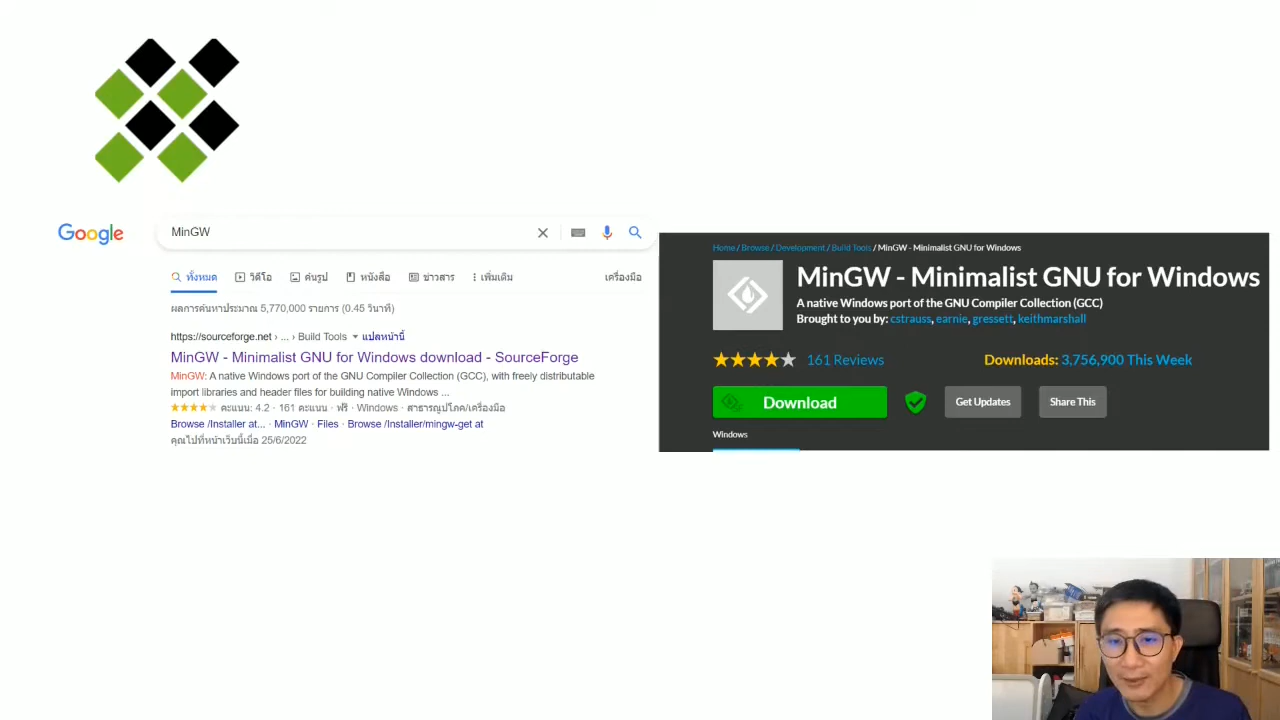 Google
MinGW
ทั้งหมด วิดีโอ ค้นรูป หนังสือ ข่าวสาร เพิ่มเติม เครื่องมือ
ผลการค้นหาประมาณ 5,770,000 รายการ (0.45 วินาที)
https://sourceforge.net › ... › Build Tools แปลหน้านี้
MinGW - Minimalist GNU for Windows download - SourceForge
MinGW: A native Windows port of the GNU Compiler Collection (GCC), with freely distributable
import libraries and header files for building native Windows ...
คะแนน: 4.2 · 161 คะแนน · ฟรี · Windows · สาธารณูปโภค/เครื่องมือ
Browse /Installer at... · MinGW · Files · Browse /Installer/mingw-get at
คุณไปที่หน้าเว็บนี้เมื่อ 25/6/2022
Home / Browse / Development / Build Tools / MinGW - Minimalist GNU for Windows
MinGW - Minimalist GNU for Windows
A native Windows port of the GNU Compiler Collection (GCC)
Brought to you by: cstrauss, earnie, gressett, keithmarshall
161 Reviews Downloads: 3,756,900 This Week
Download Get Updates Share This
Windows